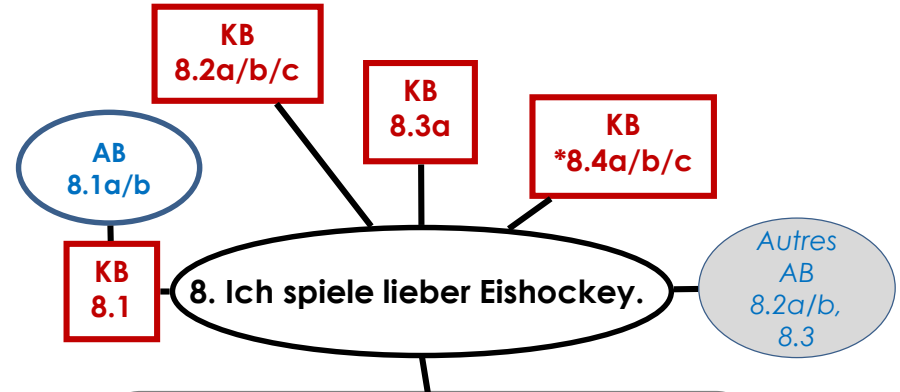 KB
8.2a/b/c
KB
8.3a
KB
*8.4a/b/c
AB
8.1a/b
KB
8.1
8. Ich spiele lieber Eishockey.
Autres
AB
8.2a/b,
8.3